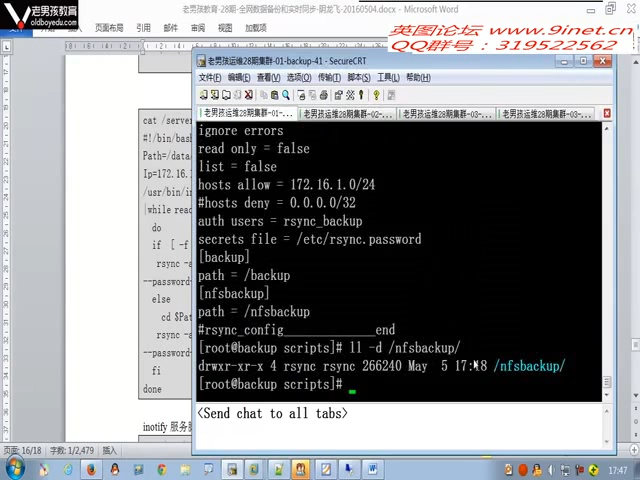 老男孩教育
oldboyedu.com
老男孩教育-28期-全网数据备份和实时同步-明龙飞-20160504.docx - Microsoft Word
文件
页面布局
引用
邮件
审阅
视图
加载项
英图论坛 www.9inet.cn
QQ群号：319522562
老男孩运维28期集群-01-backup-41 - SecureCRT
文件(F) 编辑(E) 查看(V) 选项(O) 传输(T) 脚本(S) 工具(L) 帮助(H)
老男孩运维28期集群-01-... 老男孩运维28期集群-02-... 老男孩运维28期集群-03-... 老男孩运维28期集群-03-...
ignore errors
read only = false
list = false
hosts allow = 172.16.1.0/24
#hosts deny = 0.0.0.0/32
auth users = rsync_backup
secrets file = /etc/rsync.password
[backup]
path = /backup
[nfsbackup]
path = /nfsbackup
#rsync_config____________end
[root@backup scripts]# ll -d /nfsbackup/
drwxr-xr-x 4 rsync rsync 266240 May 5 17: 8 /nfsbackup/
[root@backup scripts]#
<Send chat to all tabs>
cat /server
#!/bin/bas
Path=/data
Ip=172.16.
/usr/bin/in
|while read
do
if [ -f
rsync -a
--password-
else
cd $Pat
rsync -a
--password-
fi
done
inotify 服务
页面: 16/18 字数: 1/2,479 插入
17:47